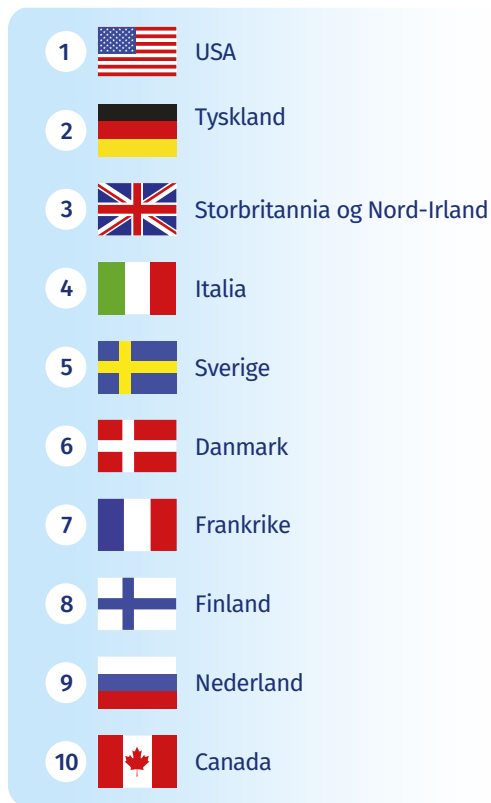 1 USA
2 Tyskland
3 Storbritannia og Nord-Irland
4 Italia
5 Sverige
6 Danmark
7 Frankrike
8 Finland
9 Nederland
10 Canada